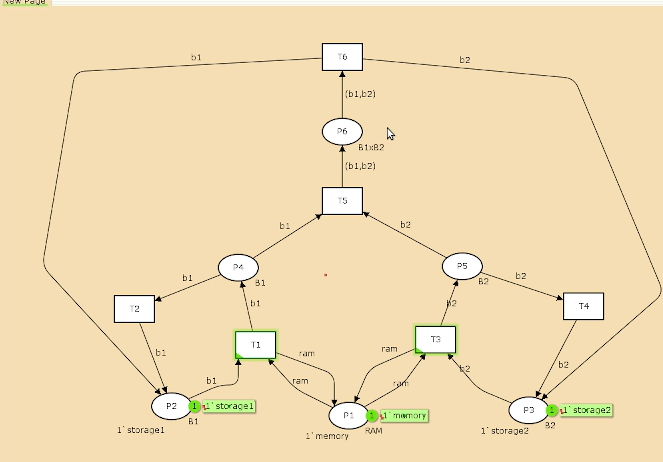 New Page
T6
b1
b2
(b1,b2)
P6
B1xB2
(b1,b2)
T5
b1
b2
P4
B1
P5
B2
b1
b2
T2
T4
b1
b2
T1
T3
ram
ram
b1
b2
ram
ram
b1
b2
P2
1
1`storage1
B1
1`storage1
P1
1
1`memory
RAM
1`memory
P3
1
1`storage2
B2
1`storage2